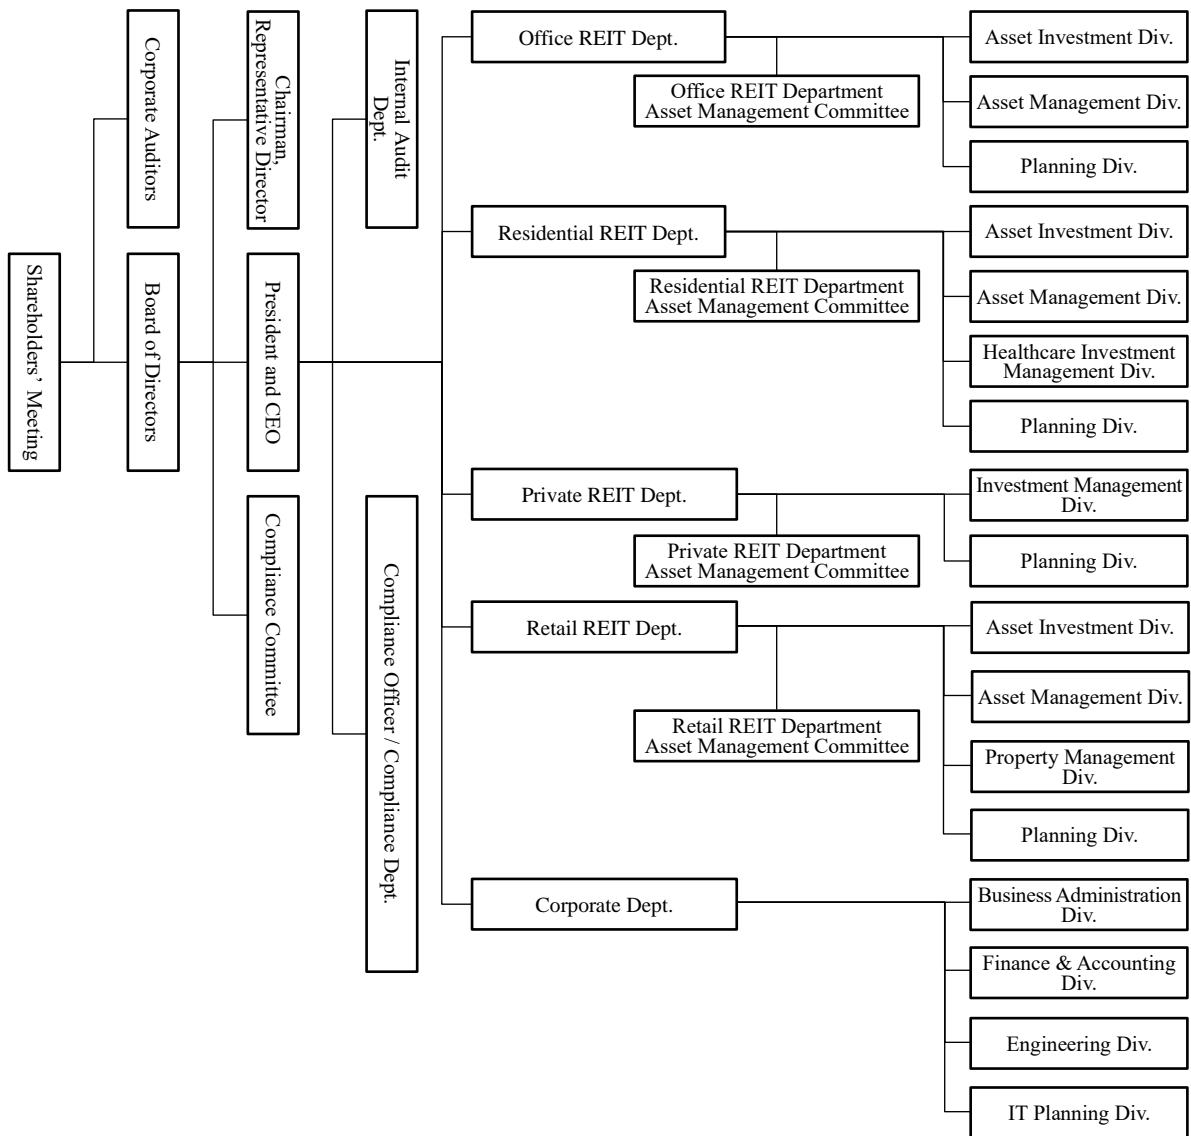 Shareholders’ Meeting
Corporate Auditors
Board of Directors
Chairman,
Representative Director
President and CEO
Compliance Committee
Internal Audit
Dept.
Compliance Officer / Compliance Dept.
Office REIT Dept.
Office REIT Department
Asset Management Committee
Asset Investment Div.
Asset Management Div.
Planning Div.
Residential REIT Dept.
Residential REIT Department
Asset Management Committee
Asset Investment Div.
Asset Management Div.
Healthcare Investment
Management Div.
Planning Div.
Private REIT Dept.
Private REIT Department
Asset Management Committee
Investment Management
Div.
Planning Div.
Retail REIT Dept.
Retail REIT Department
Asset Management Committee
Asset Investment Div.
Asset Management Div.
Property Management
Div.
Planning Div.
Corporate Dept.
Business Administration
Div.
Finance & Accounting
Div.
Engineering Div.
IT Planning Div.